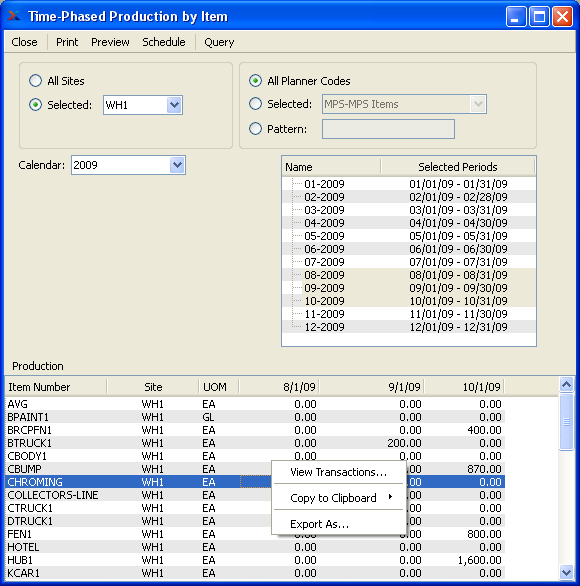 Time-Phased Production by Item
Close Print Preview Schedule Query
All Sites
Selected: WH1
All Planner Codes
Selected: MPS-MPS Items
Pattern:
Calendar: 2009
Name Selected Periods
01-2009 01/01/09 - 01/31/09
02-2009 02/01/09 - 02/28/09
03-2009 03/01/09 - 03/31/09
04-2009 04/01/09 - 04/30/09
05-2009 05/01/09 - 05/31/09
06-2009 06/01/09 - 06/30/09
07-2009 07/01/09 - 07/31/09
08-2009 08/01/09 - 08/31/09
09-2009 09/01/09 - 09/30/09
10-2009 10/01/09 - 10/31/09
11-2009 11/01/09 - 11/30/09
12-2009 12/01/09 - 12/31/09
Production
Item Number Site UOM 8/1/09 9/1/09 10/1/09
AVG WH1 EA 0.00 0.00 0.00
BPAINT1 WH1 GL 0.00 0.00 0.00
BRCPFN1 WH1 EA 0.00 0.00 400.00
BTRUCK1 WH1 EA 0.00 200.00 0.00
CBODY1 WH1 EA 0.00 0.00 0.00
CBUMP WH1 EA 0.00 870.00
CHROMING WH1 EA 0.00
COLLECTORS-LINE WH1 EA 0.00
CTRUCK1 WH1 EA 0.00
DTRUCK1 WH1 EA 0.00
FEN1 WH1 EA 800.00
HOTEL WH1 EA 0.00 0.00 0.00
HUB1 WH1 EA 0.00 0.00 1,600.00
KCAR1 WH1 EA 0.00 0.00 0.00
View Transactions...
Copy to Clipboard
Export As...